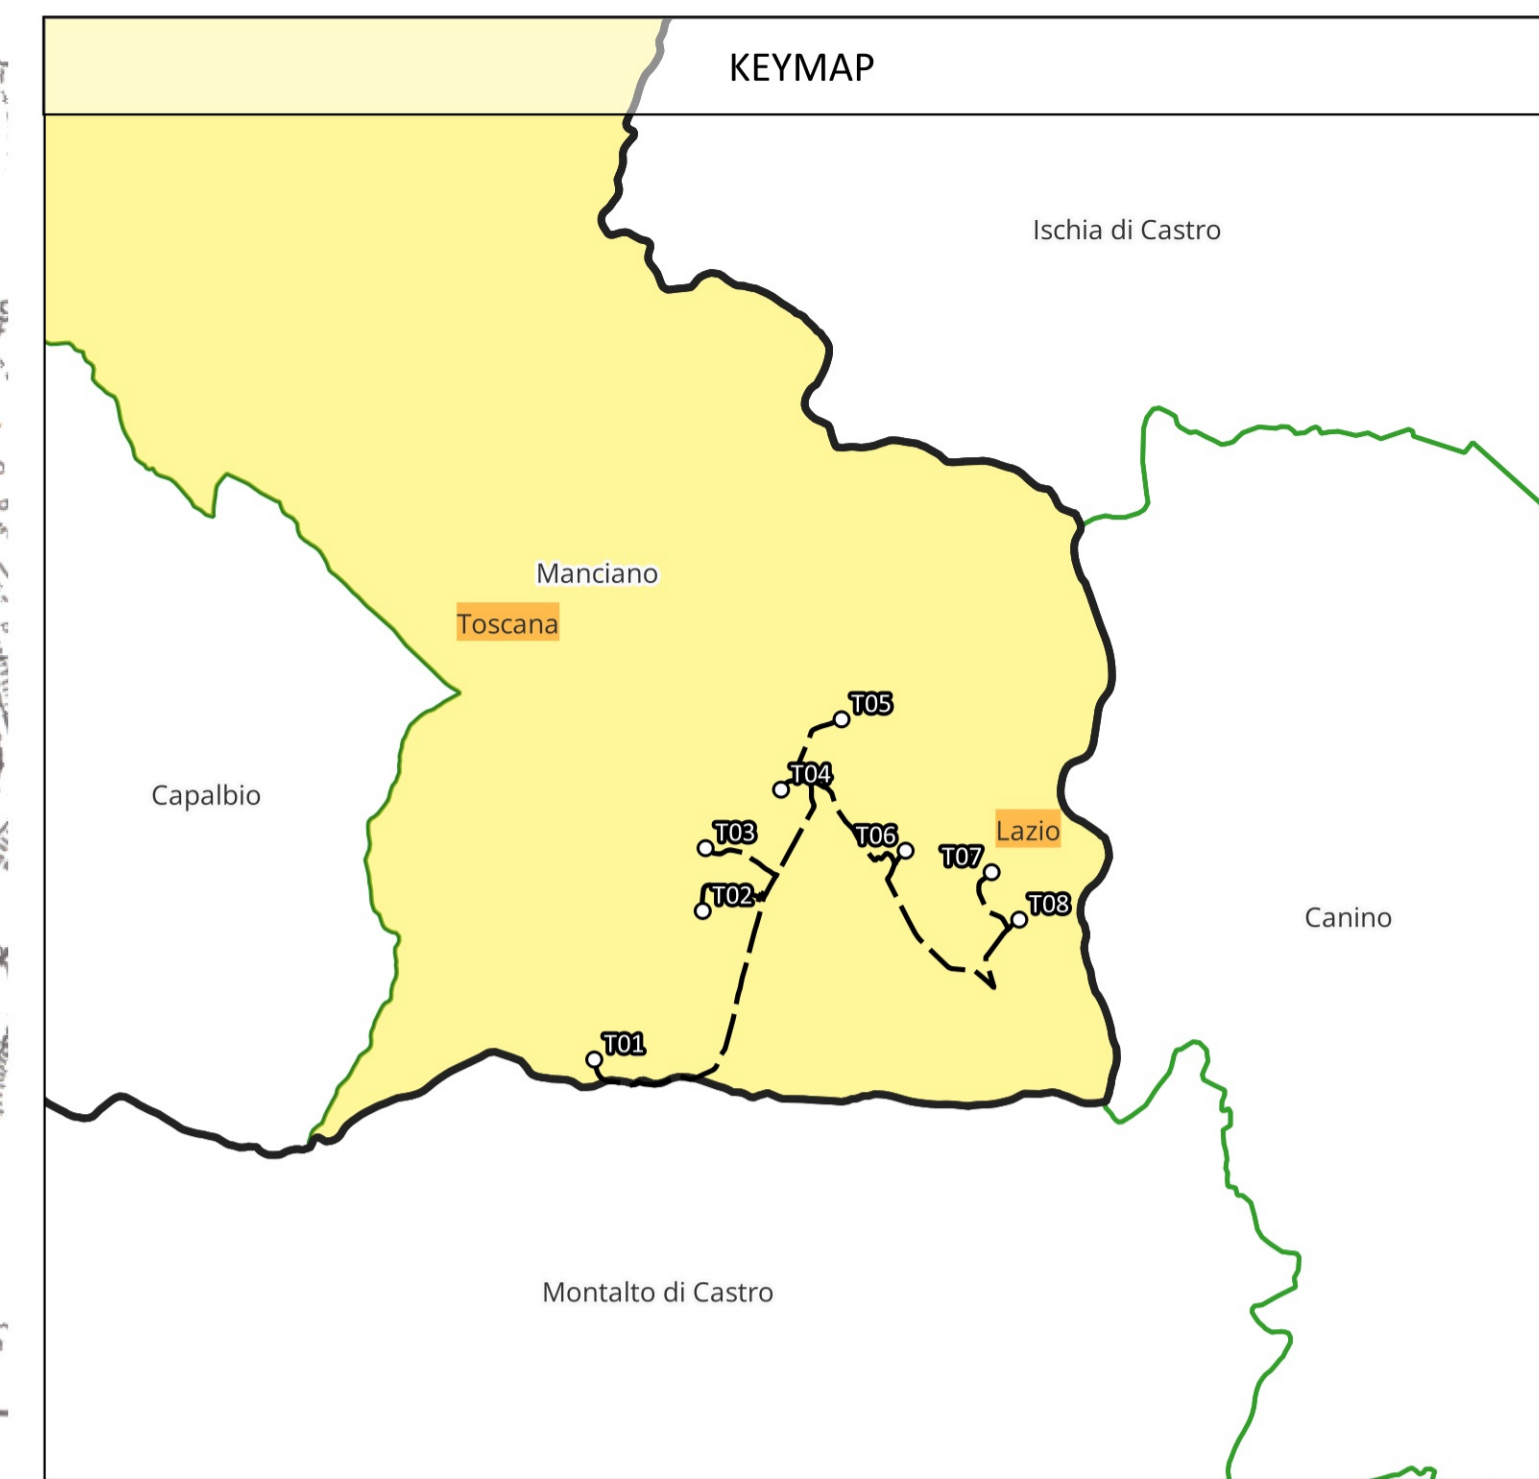 KEYMAP
Ischia di Castro
Manciano
Toscana
T05
T04
Capalbio
T03
T06
Lazio
T07
T02
T08
Canino
T01
Montalto di Castro